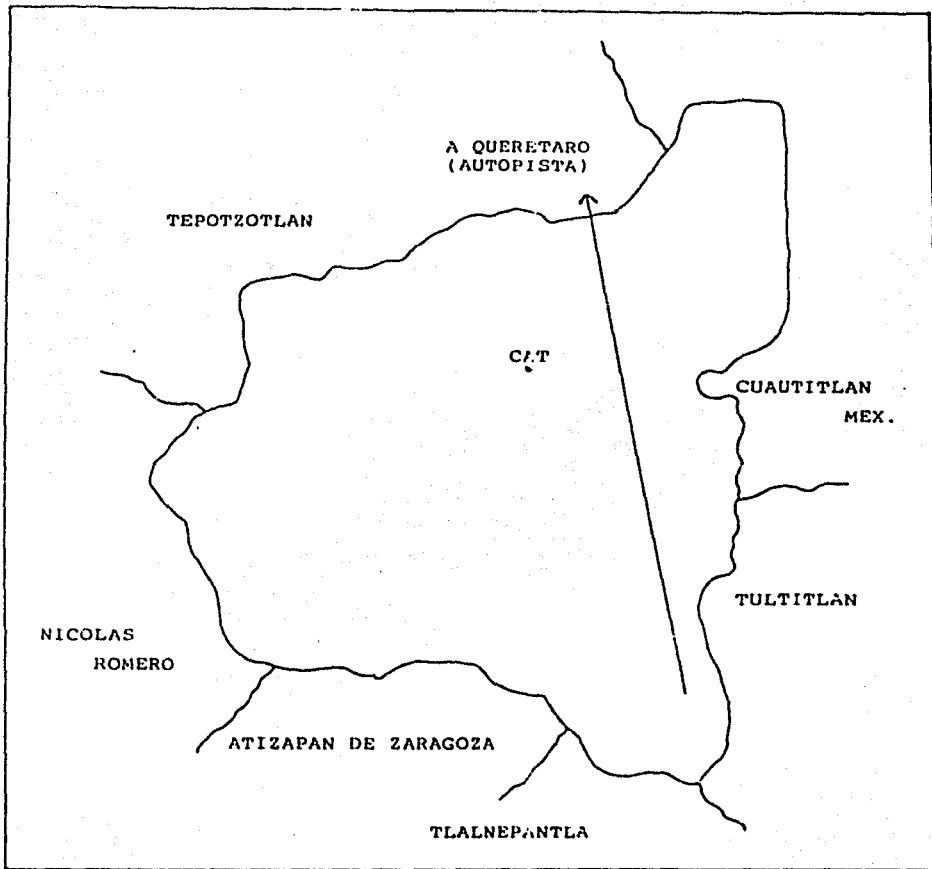 A QUERETARO
(AUTOPISTA)
TEPOTZOTLAN
CAT
CUAUTITLAN
MEX.
TULTITLAN
NICOLAS
ROMERO
ATIZAPAN DE ZARAGOZA
TLALNEPANTLA